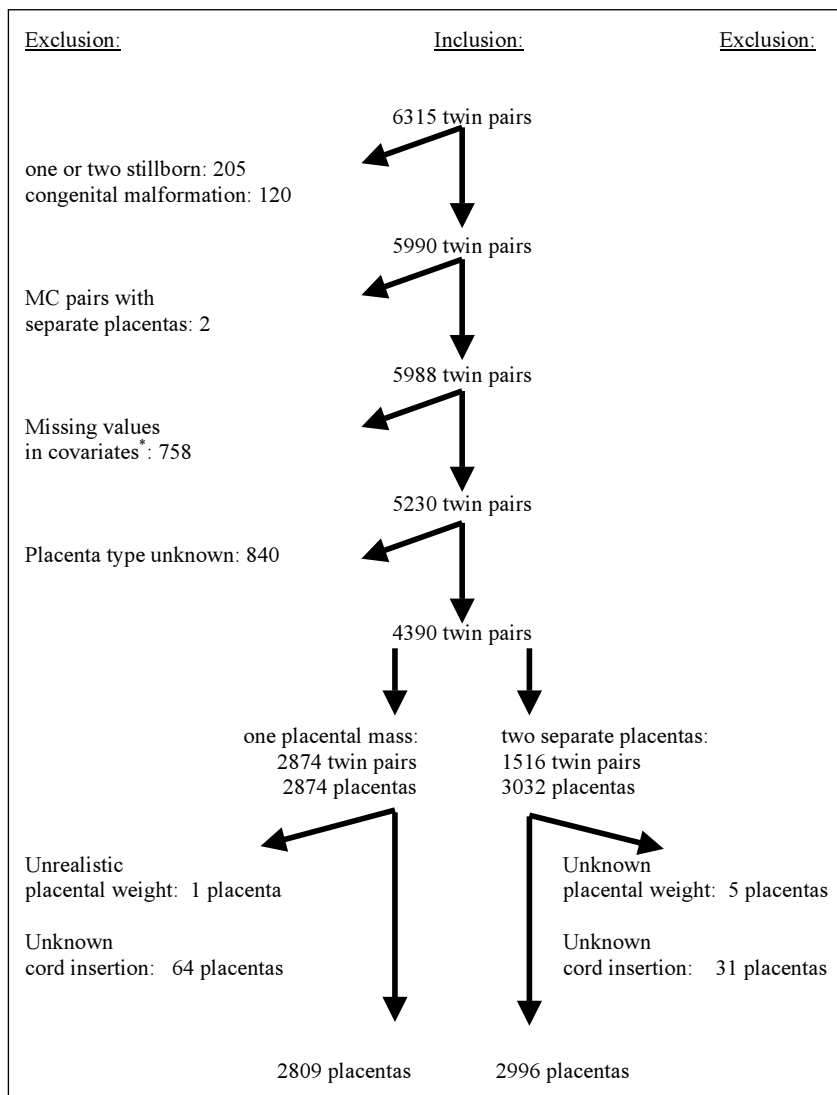 Exclusion: Inclusion: Exclusion:
6315 twin pairs
one or two stillborn: 205
congenital malformation: 120
5990 twin pairs
MC pairs with
separate placentas: 2
5988 twin pairs
Missing values
in covariates*: 758
5230 twin pairs
Placenta type unknown: 840
4390 twin pairs
one placental mass:
2874 twin pairs
2874 placentas
two separate placentas:
1516 twin pairs
3032 placentas
Unrealistic
placental weight: 1 placenta
Unknown
cord insertion: 64 placentas
Unknown
placental weight: 5 placentas
Unknown
cord insertion: 31 placentas
2809 placentas 2996 placentas